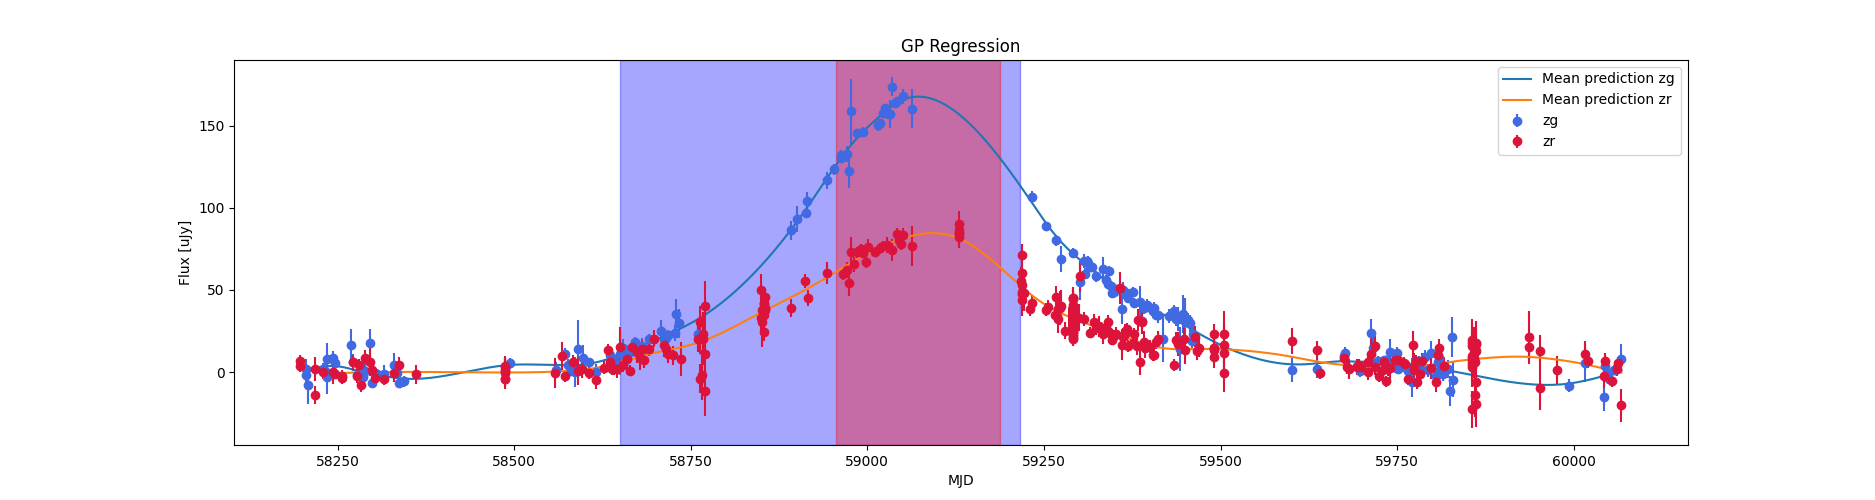 GP Regression
Flux [uJy]
150
100
50
0
58250
58500
58750
59000
59250
59500
59750
60000
MJD
Mean prediction zg
Mean prediction zr
zg
zr